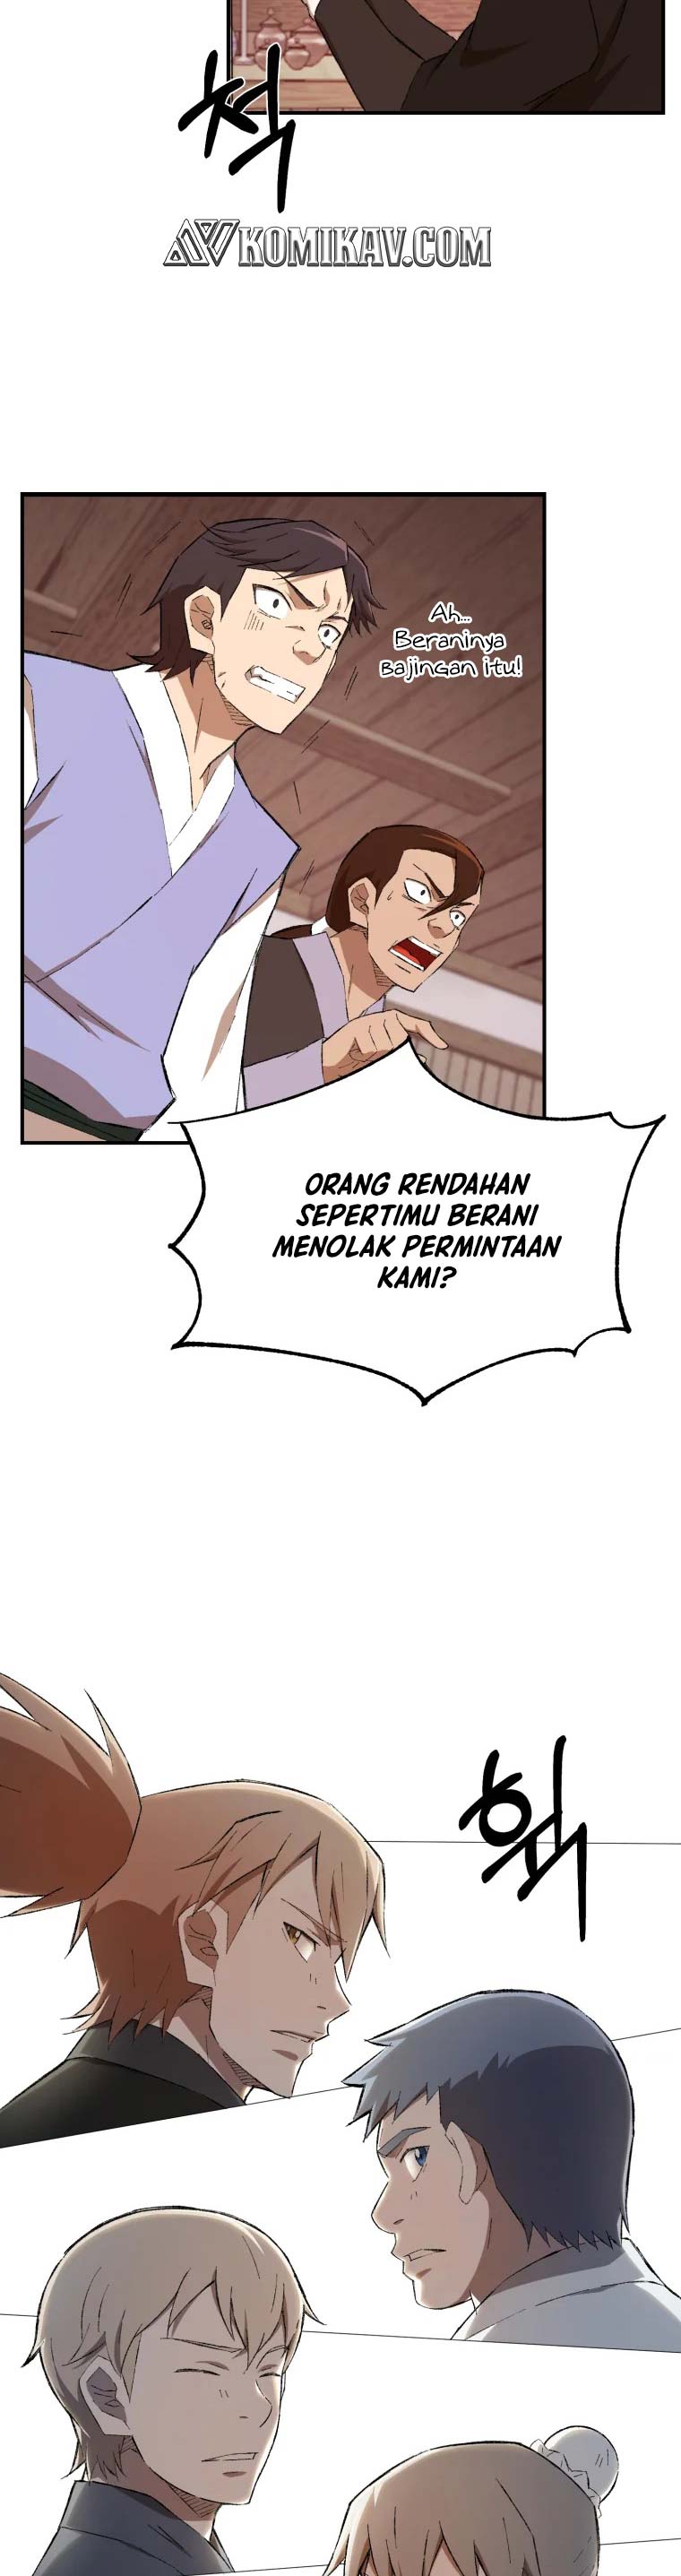 척
KOMIKAV.COM
Ah...
Beraninya
bajingan itu!
ORANG RENDAHAN
SEPERTIMU BERANI
MENOLAK PERMINTAAN
KAMI?
휙